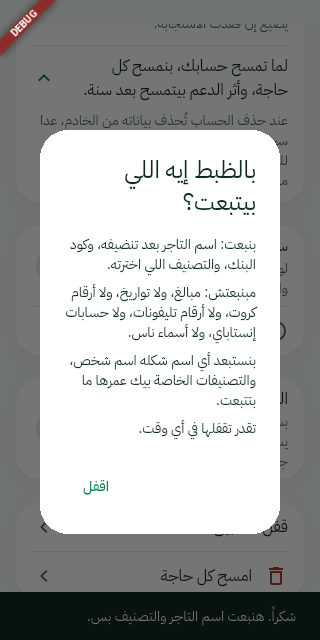 DEBUG
يضيع إن فقدت الاستجابة.
لما تمسح حسابك، بنمسح كل
حاجة، وأثر الدعم بيتمسح بعد سنة.
عند حذف الحساب تُحذف بياناته من الخادم، عدا
بالظبط إيه اللي
بيتبعت؟
بنبعت: اسم التاجر بعد تنضيفه، وكود
البنك، والتصنيف اللي اخترته.
مبنبعتش: مبالغ، ولا تواريخ، ولا أرقام
كروت، ولا أرقام تليفونات، ولا حسابات
إنستاباي، ولا أسماء ناس.
بنستبعد أي اسم شكله اسم شخص،
والتصنيفات الخاصة بيك عمرها ما
بتتبعت.
تقدر تقفلها في أي وقت.
اقفل
امسح كل حاجة
شكراً. هنبعت اسم التاجر والتصنيف بس.